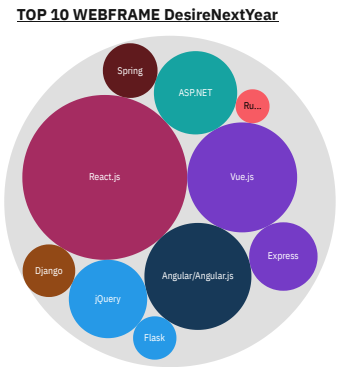 TOP 10 WEBFRAME DesireNextYear
Spring
ASP.NET
Ru...
React.js
Vue.js
Express
Django
Angular/Angular.js
jQuery
Flask